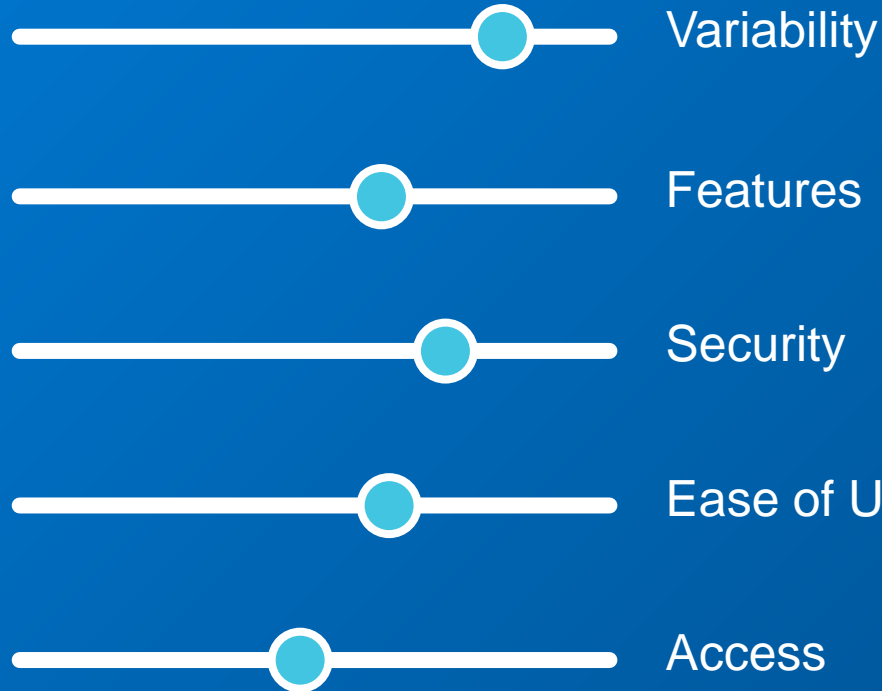 Variability
Features
Security
Ease of U
Access